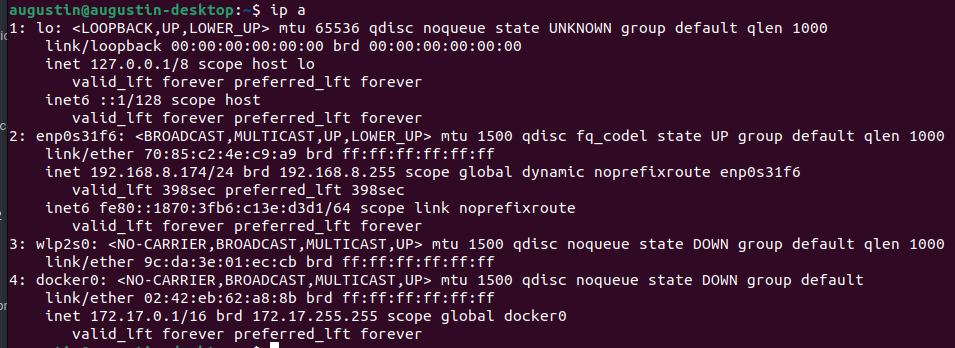 augustin@augustin-desktop:~$ ip a
1: lo: <LOOPBACK,UP,LOWER_UP> mtu 65536 qdisc noqueue state UNKNOWN group default qlen 1000
    link/loopback 00:00:00:00:00:00 brd 00:00:00:00:00:00
    inet 127.0.0.1/8 scope host lo
       valid_lft forever preferred_lft forever
    inet6 ::1/128 scope host
       valid_lft forever preferred_lft forever
2: enp0s31f6: <BROADCAST,MULTICAST,UP,LOWER_UP> mtu 1500 qdisc fq_codel state UP group default qlen 1000
    link/ether 70:85:c2:4e:c9:a9 brd ff:ff:ff:ff:ff:ff
    inet 192.168.8.174/24 brd 192.168.8.255 scope global dynamic noprefixroute enp0s31f6
       valid_lft 398sec preferred_lft 398sec
    inet6 fe80::1870:3fb6:c13e:d3d1/64 scope link noprefixroute
       valid_lft forever preferred_lft forever
3: wlp2s0: <NO-CARRIER,BROADCAST,MULTICAST,UP> mtu 1500 qdisc noqueue state DOWN group default qlen 1000
    link/ether 9c:da:3e:01:ec:cb brd ff:ff:ff:ff:ff:ff
4: docker0: <NO-CARRIER,BROADCAST,MULTICAST,UP> mtu 1500 qdisc noqueue state DOWN group default
    link/ether 02:42:eb:62:a8:8b brd ff:ff:ff:ff:ff:ff
    inet 172.17.0.1/16 brd 172.17.255.255 scope global docker0
       valid_lft forever preferred_lft forever